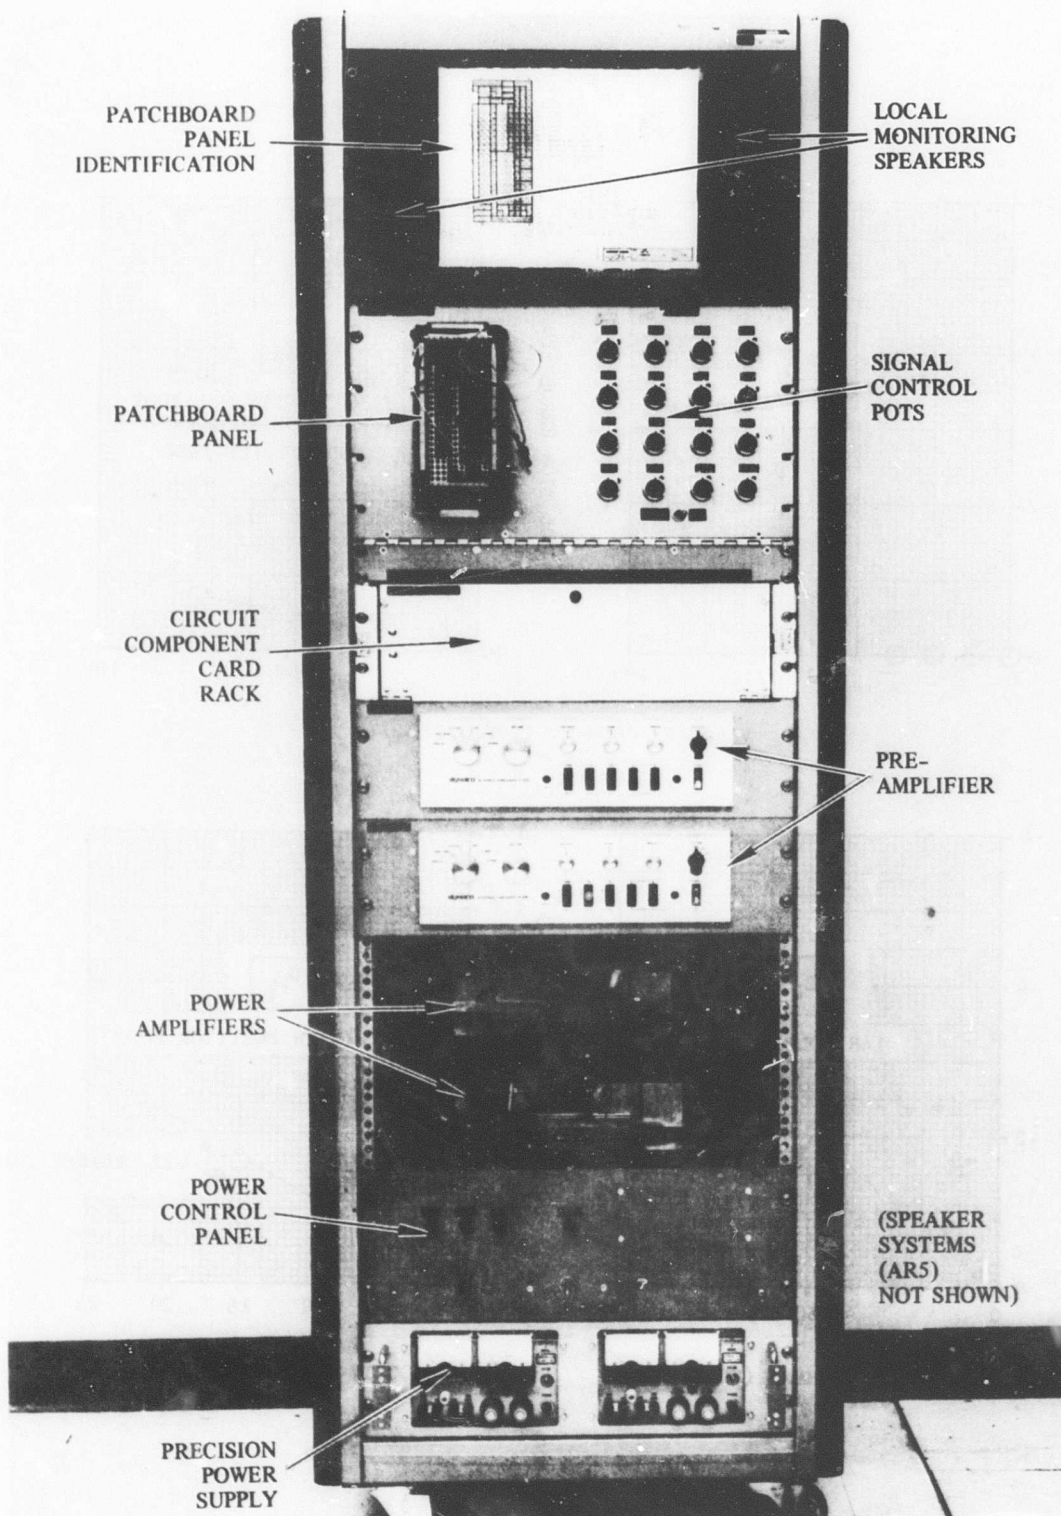 PATCHBOARD
PANEL
IDENTIFICATION
LOCAL
MONITORING
SPEAKERS
PATCHBOARD
PANEL
SIGNAL
CONTROL
POTS
CIRCUIT
COMPONENT
CARD
RACK
PRE-
AMPLIFIER
POWER
AMPLIFIERS
POWER
CONTROL
PANEL
(SPEAKER
SYSTEMS
(AR5)
NOT SHOWN)
PRECISION
POWER
SUPPLY